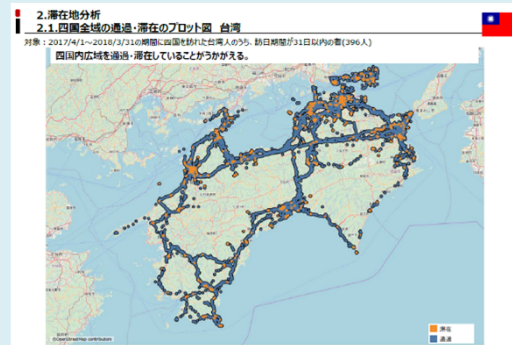 2.滞在地分析
2.1.四国全域の通過・滞在のプロット図 台湾
対象：2017/4/1～2018/3/31の期間に四国を訪れた台湾人のうち、訪日期間が31日以内の者(396人)
四国内広域を通過・滞在していることがうかがえる。
滞在
通過
©OpenStreetMap contributors